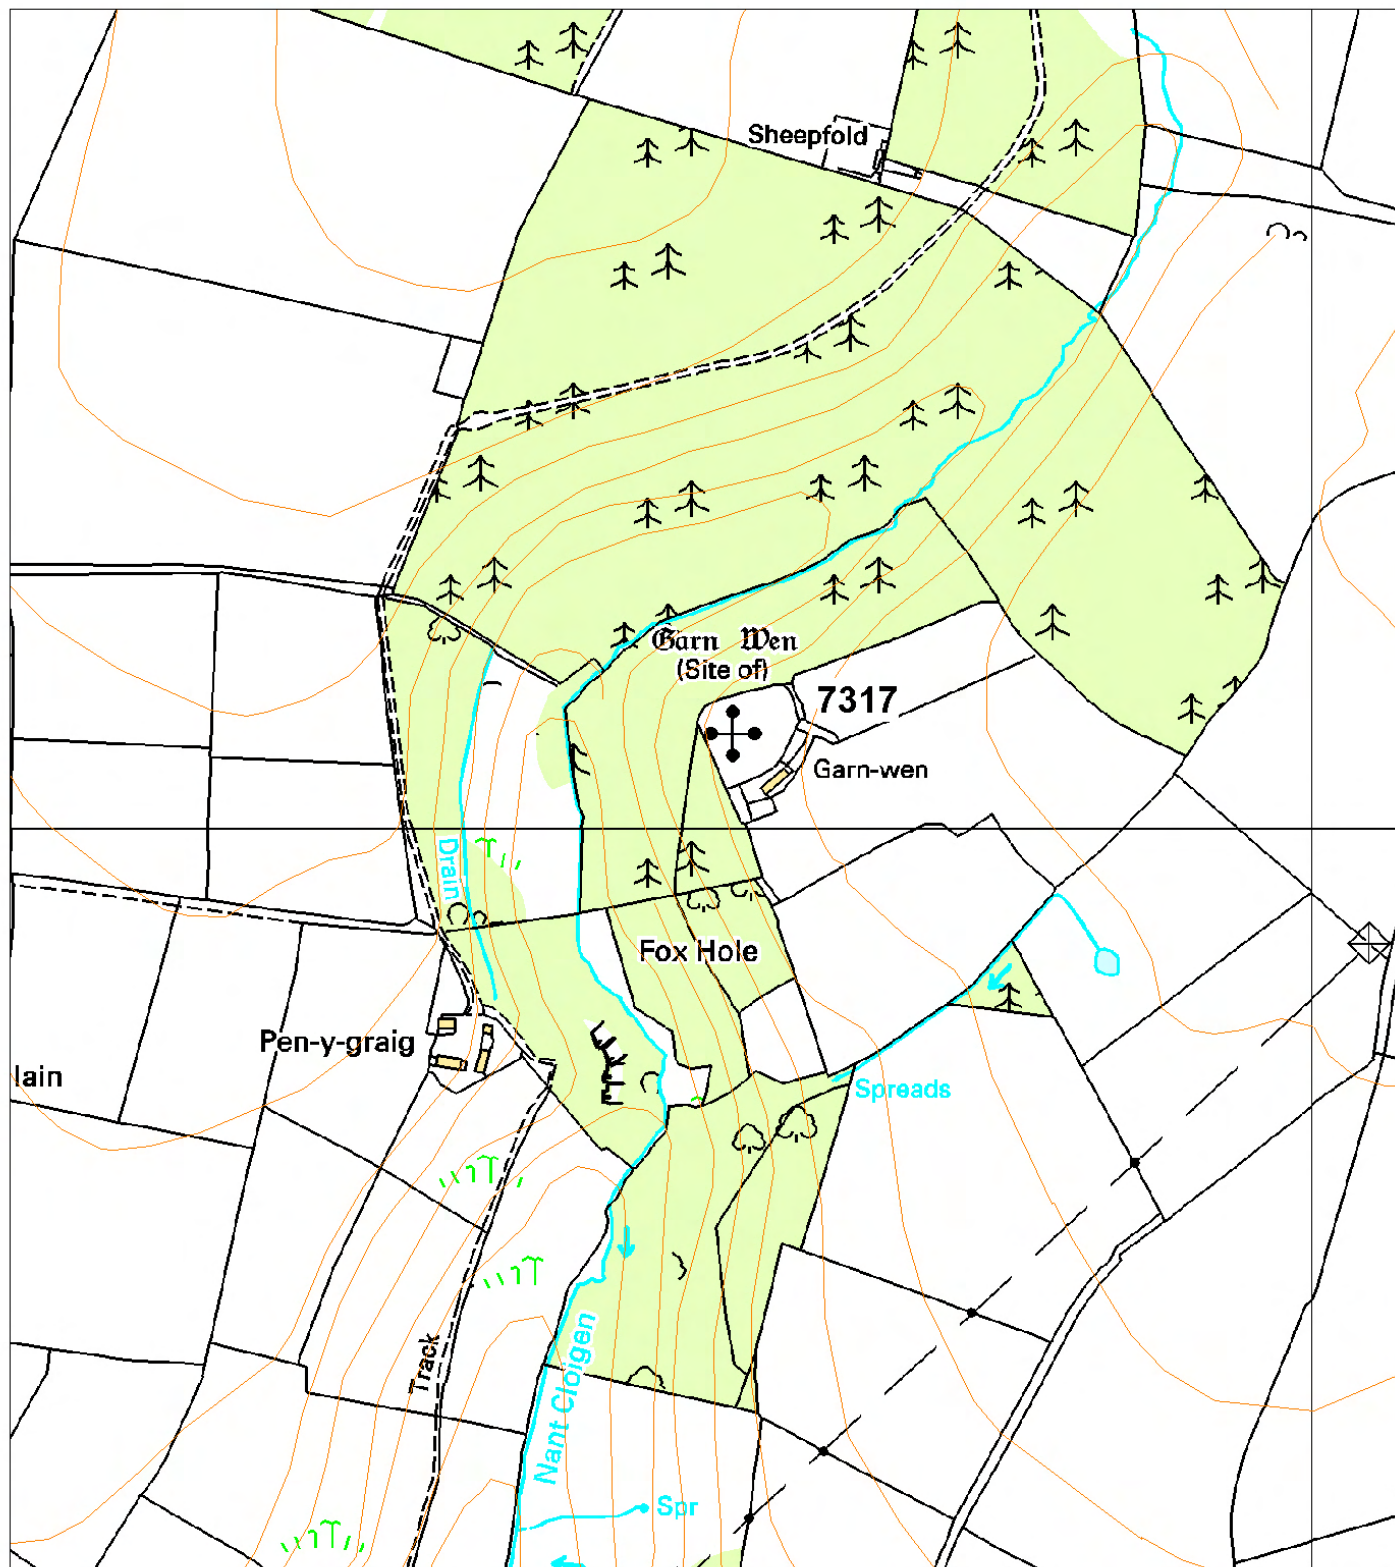 Sheepfold
Garn Wen
(Site of)
7317
Garn-wen
Drain
Fox Hole
Pen-y-graig
lain
Spreads
Track
Nant Cloigen
Spr